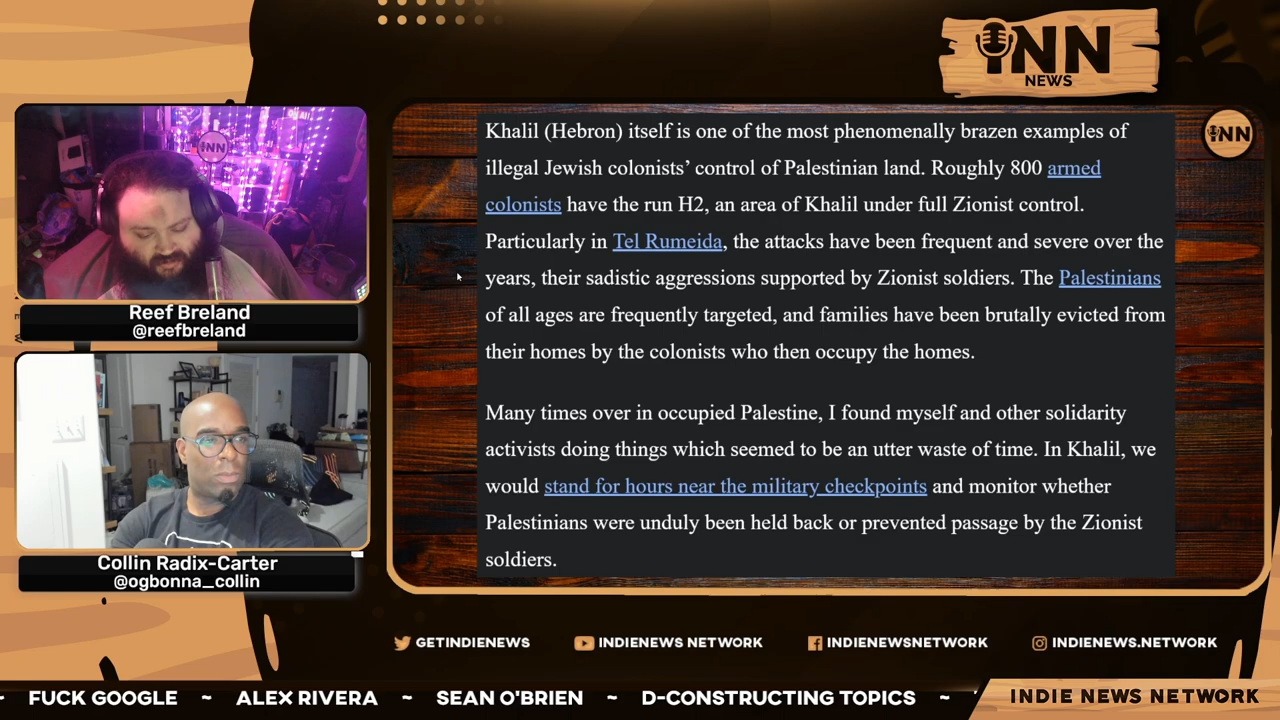 INN
NEWS
INN
INN
Khalil (Hebron) itself is one of the most phenomenally brazen examples of
illegal Jewish colonists’ control of Palestinian land. Roughly 800 armed
colonists have the run H2, an area of Khalil under full Zionist control.
Particularly in Tel Rumeida, the attacks have been frequent and severe over the
years, their sadistic aggressions supported by Zionist soldiers. The Palestinians
of all ages are frequently targeted, and families have been brutally evicted from
their homes by the colonists who then occupy the homes.
Many times over in occupied Palestine, I found myself and other solidarity
activists doing things which seemed to be an utter waste of time. In Khalil, we
would stand for hours near the military checkpoints and monitor whether
Palestinians were unduly been held back or prevented passage by the Zionist
soldiers.
Reef Breland
@reefbreland
Collin Radix-Carter
@ogbonna_collin
GETINDIENEWS
INDIENEWS NETWORK
INDIENEWSNETWORK
INDIENEWS.NETWORK
FUCK GOOGLE ~ ALEX RIVERA ~ SEAN O'BRIEN ~ D-CONSTRUCTING TOPICS ~
INDIE NEWS NETWORK